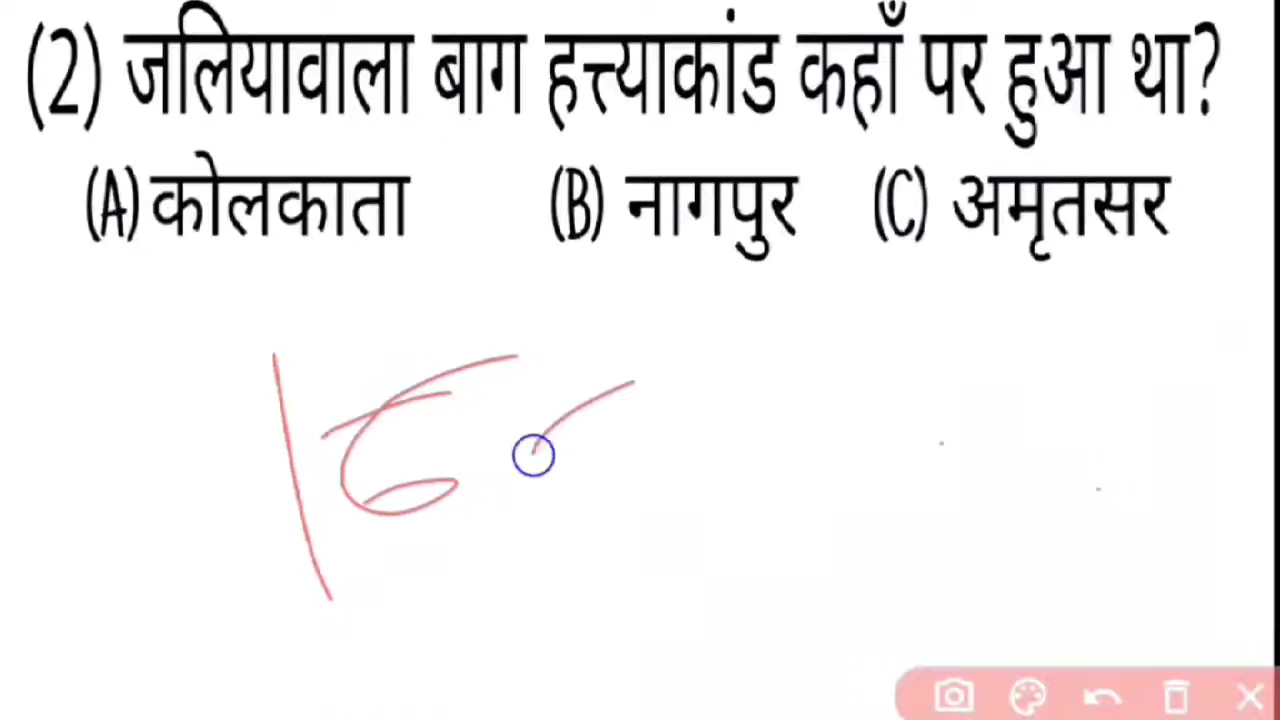 (2) जलियावाला बाग हत्त्याकांड कहाँ पर हुआ था?
(A) कोलकाता (B) नागपुर (C) अमृतसर